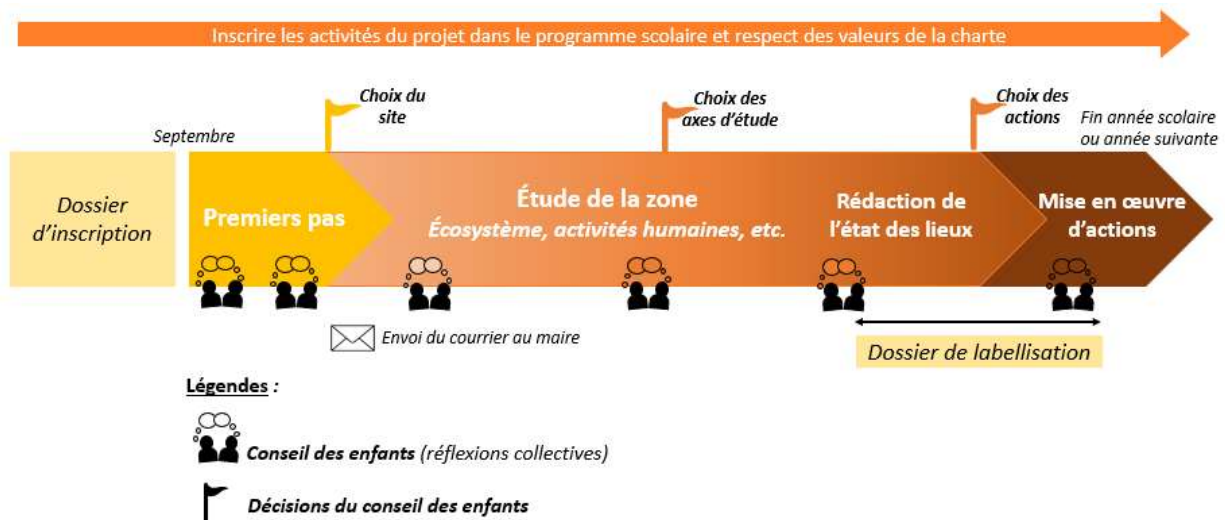 Inscrire les activités du projet dans le programme scolaire et respect des valeurs de la charte
Choix du
site
Choix des
axes d'étude
Choix des
actions
Septembre
Fin année scolaire
ou année suivante
Dossier
d'inscription
Premiers pas
Étude de la zone
Écosystème, activités humaines, etc.
Rédaction de
l'état des lieux
Mise en œuvre
d'actions
Envoi du courrier au maire
Dossier de labellisation
Légendes :
Conseil des enfants (réflexions collectives)
Décisions du conseil des enfants